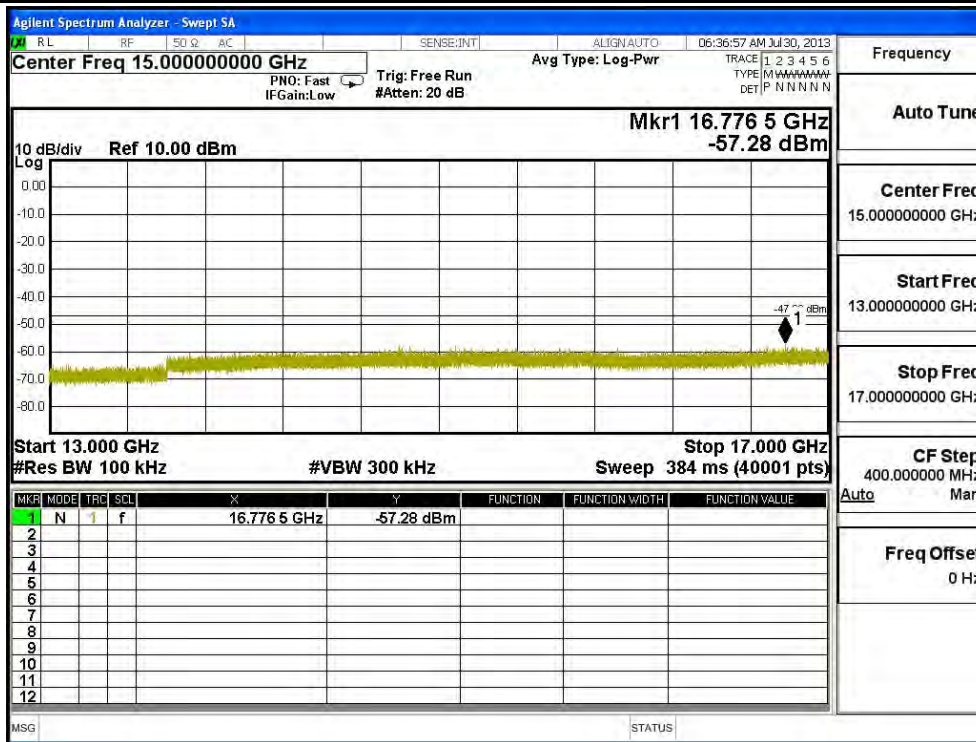 Agilent Spectrum Analyzer - Swept SA
RL RF 50 Ω AC SENSE:INT ALIGN AUTO 06:36:57 AM Jul 30, 2013
Center Freq 15.000000000 GHz
PNO: Fast
IFGain:Low
Trig: Free Run
#Atten: 20 dB
Avg Type: Log-Pwr
TRACE 1 2 3 4 5 6
TYPE M
DET P N N N N N
Mkr1 16.776 5 GHz
-57.28 dBm
10 dB/div Ref 10.00 dBm
Log
0.00
-10.0
-20.0
-30.0
-40.0
-50.0
-60.0
-70.0
-80.0
dBm
1
Start 13.000 GHz Stop 17.000 GHz
#Res BW 100 kHz #VBW 300 kHz Sweep 384 ms (40001 pts)
MKR MODE TRC SCL X Y FUNCTION FUNCTION WIDTH FUNCTION VALUE
1 N 1 f 16.776 5 GHz -57.28 dBm
2
3
4
5
6
7
8
9
10
11
12
MSG STATUS
Frequency
Auto Tune
Center Freq
15.000000000 GHz
Start Freq
13.000000000 GHz
Stop Freq
17.000000000 GHz
CF Step
400.000000 MHz
Auto Man
Freq Offset
0 Hz